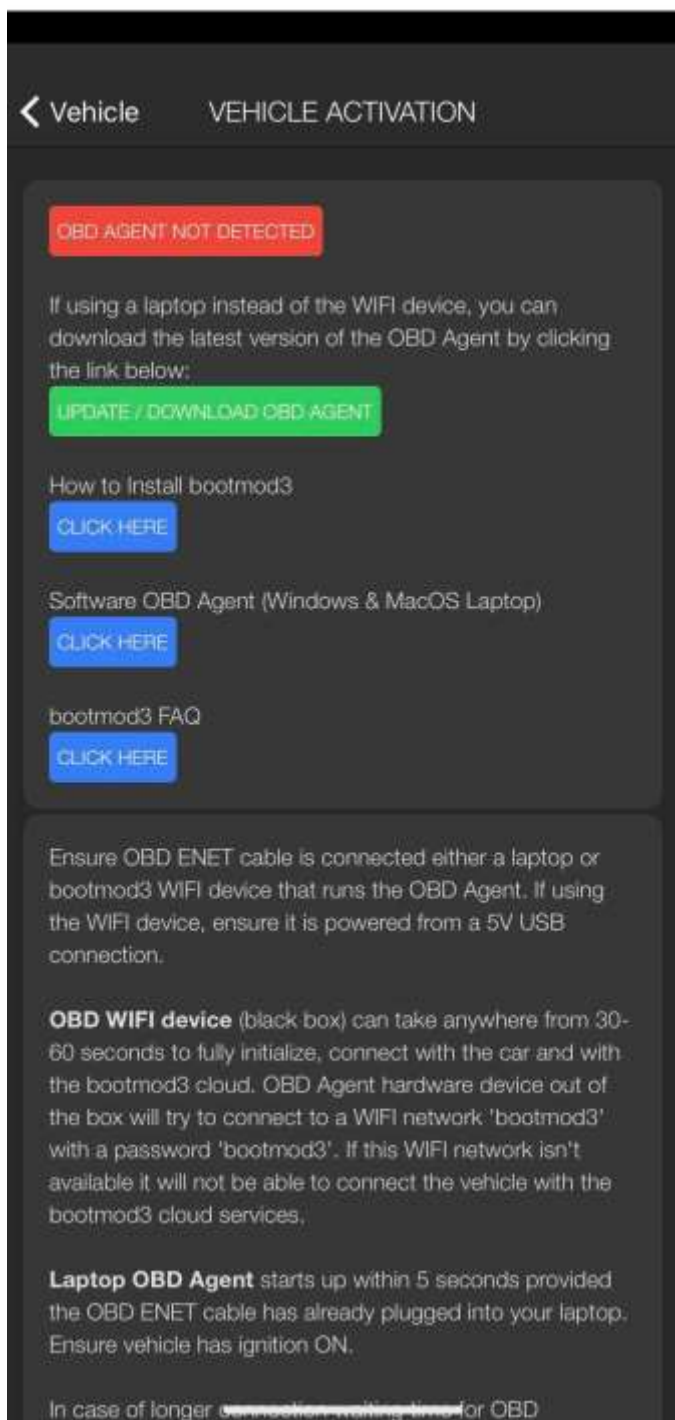 Vehicle VEHICLE ACTIVATION
OBD AGENT NOT DETECTED
If using a laptop instead of the WIFI device, you can
download the latest version of the OBD Agent by clicking
the link below:
UPDATE / DOWNLOAD OBD AGENT
How to Install bootmod3
CLICK HERE
Software OBD Agent (Windows & MacOS Laptop)
CLICK HERE
bootmod3 FAQ
CLICK HERE
Ensure OBD ENET cable is connected either a laptop or
bootmod3 WIFI device that runs the OBD Agent. If using
the WIFI device, ensure it is powered from a 5V USB
connection.
OBD WIFI device (black box) can take anywhere from 30-
60 seconds to fully initialize, connect with the car and with
the bootmod3 cloud. OBD Agent hardware device out of
the box will try to connect to a WIFI network 'bootmod3'
with a password 'bootmod3'. If this WIFI network isn't
available it will not be able to connect the vehicle with the
bootmod3 cloud services.
Laptop OBD Agent starts up within 5 seconds provided
the OBD ENET cable has already plugged into your laptop.
Ensure vehicle has ignition ON.
In case of longer connection waiting time for OBD